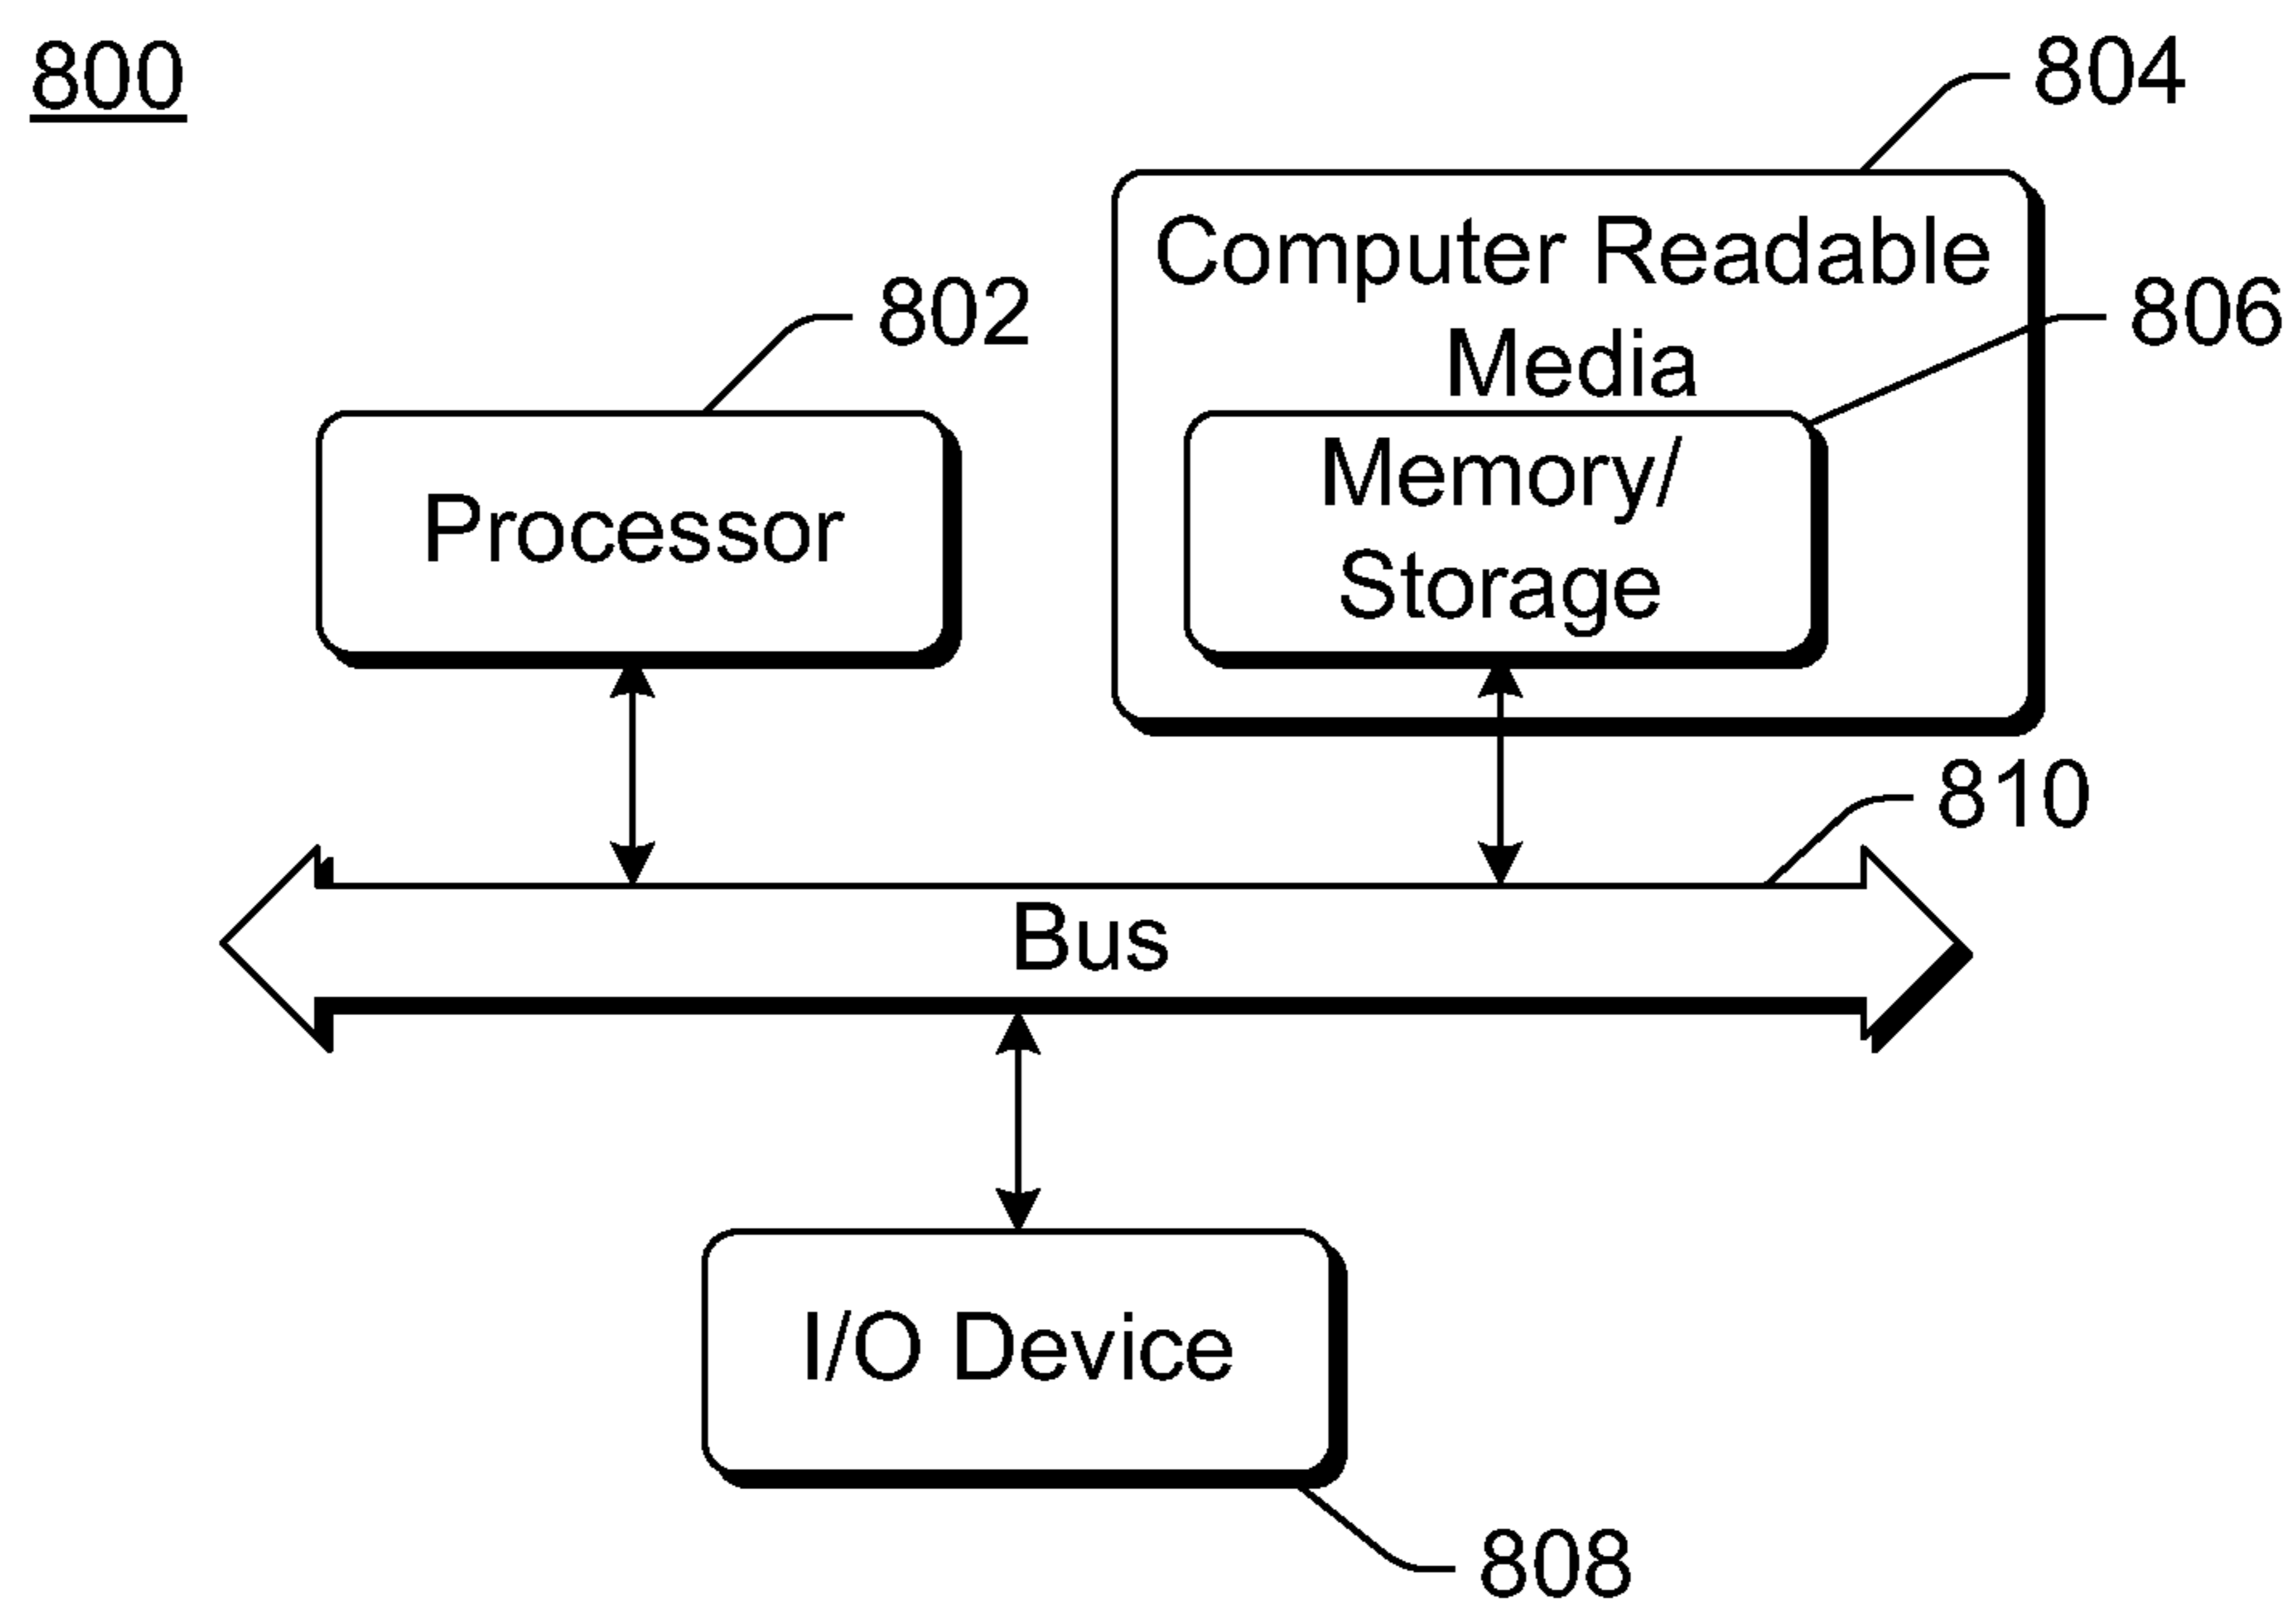 800
804
Computer Readable
Media
802
806
Processor
Memory/
Storage
810
Bus
I/O Device
808